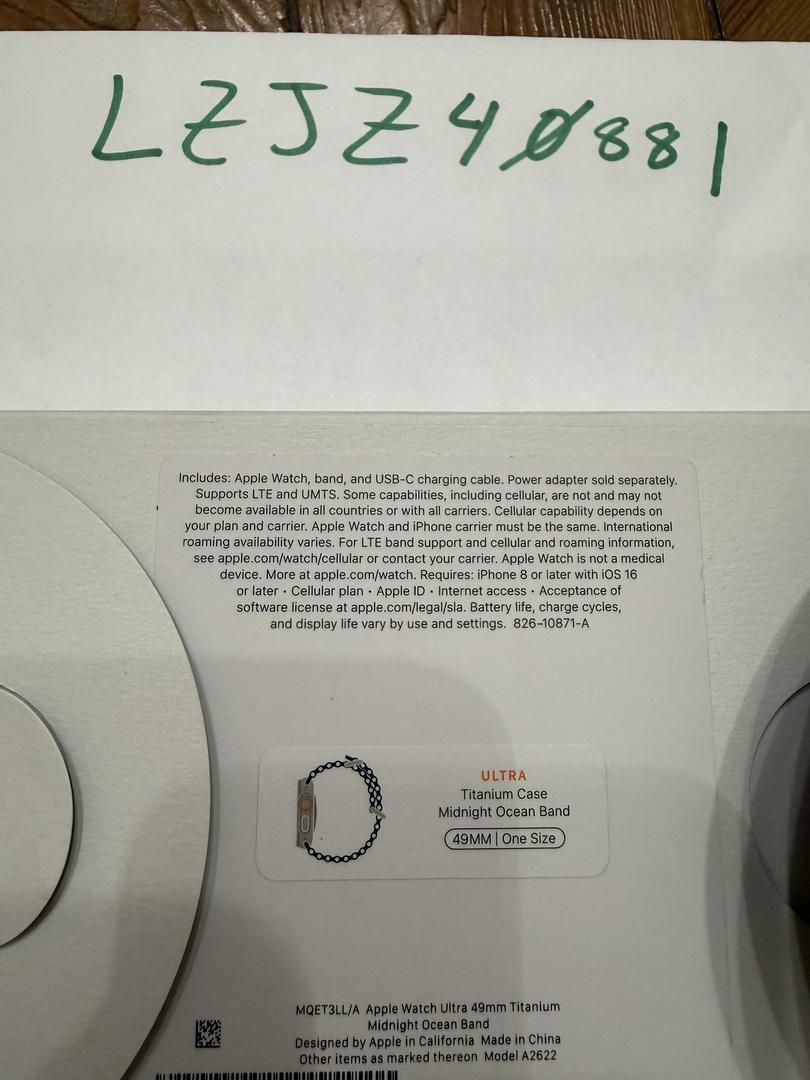 LZJZ40881
Includes: Apple Watch, band, and USB-C charging cable. Power adapter sold separately.
Supports LTE and UMTS. Some capabilities, including cellular, are not and may not
become available in all countries or with all carriers. Cellular capability depends on
your plan and carrier. Apple Watch and iPhone carrier must be the same. International
roaming availability varies. For LTE band support and cellular and roaming information,
see apple.com/watch/cellular or contact your carrier. Apple Watch is not a medical
device. More at apple.com/watch. Requires: iPhone 8 or later with iOS 16
or later · Cellular plan · Apple ID · Internet access · Acceptance of
software license at apple.com/legal/sla. Battery life, charge cycles,
and display life vary by use and settings. 826-10871-A
ULTRA
Titanium Case
Midnight Ocean Band
49MM | One Size
MQET3LL/A Apple Watch Ultra 49mm Titanium
Midnight Ocean Band
Designed by Apple in California Made in China
Other items as marked thereon Model A2622